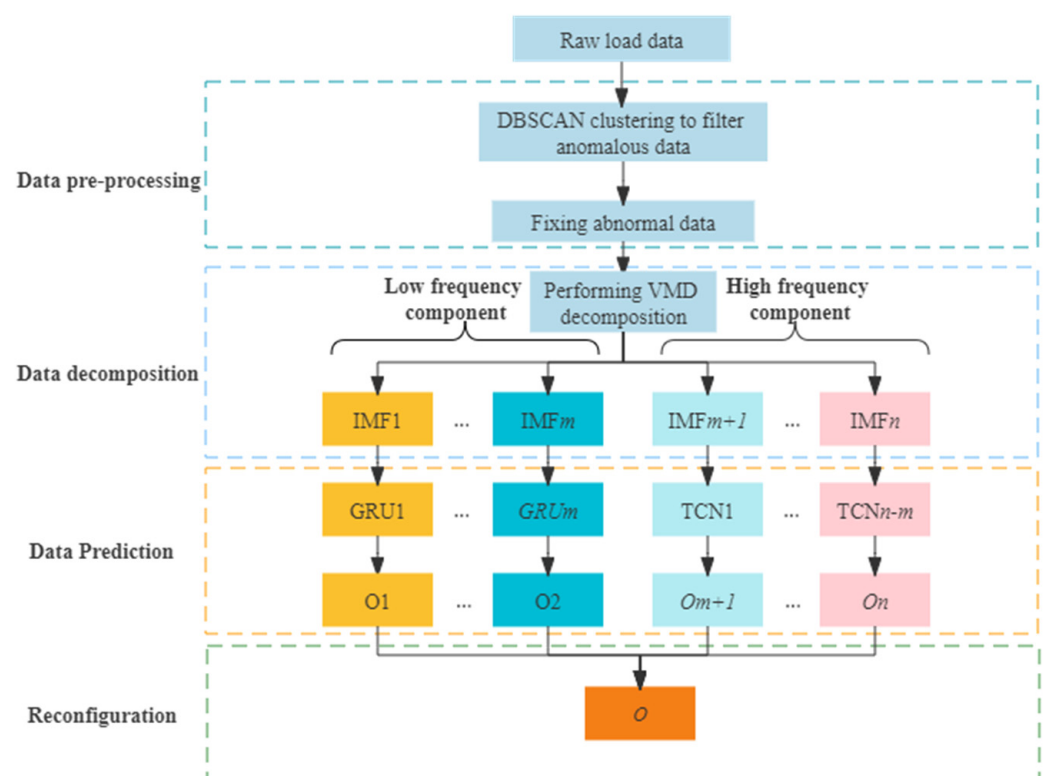 Raw load data
DBSCAN clustering to filter
anomalous data
Data pre-processing
Fixing abnormal data
Low frequency
component
Performing VMD
decomposition
High frequency
component
Data decomposition
IMF1 ... IMFm IMFm+1 ... IMFn
GRU1 ... GRUm TCN1 ... TCNn-m
Data Prediction
O1 ... O2 Om+1 ... On
Reconfiguration
O